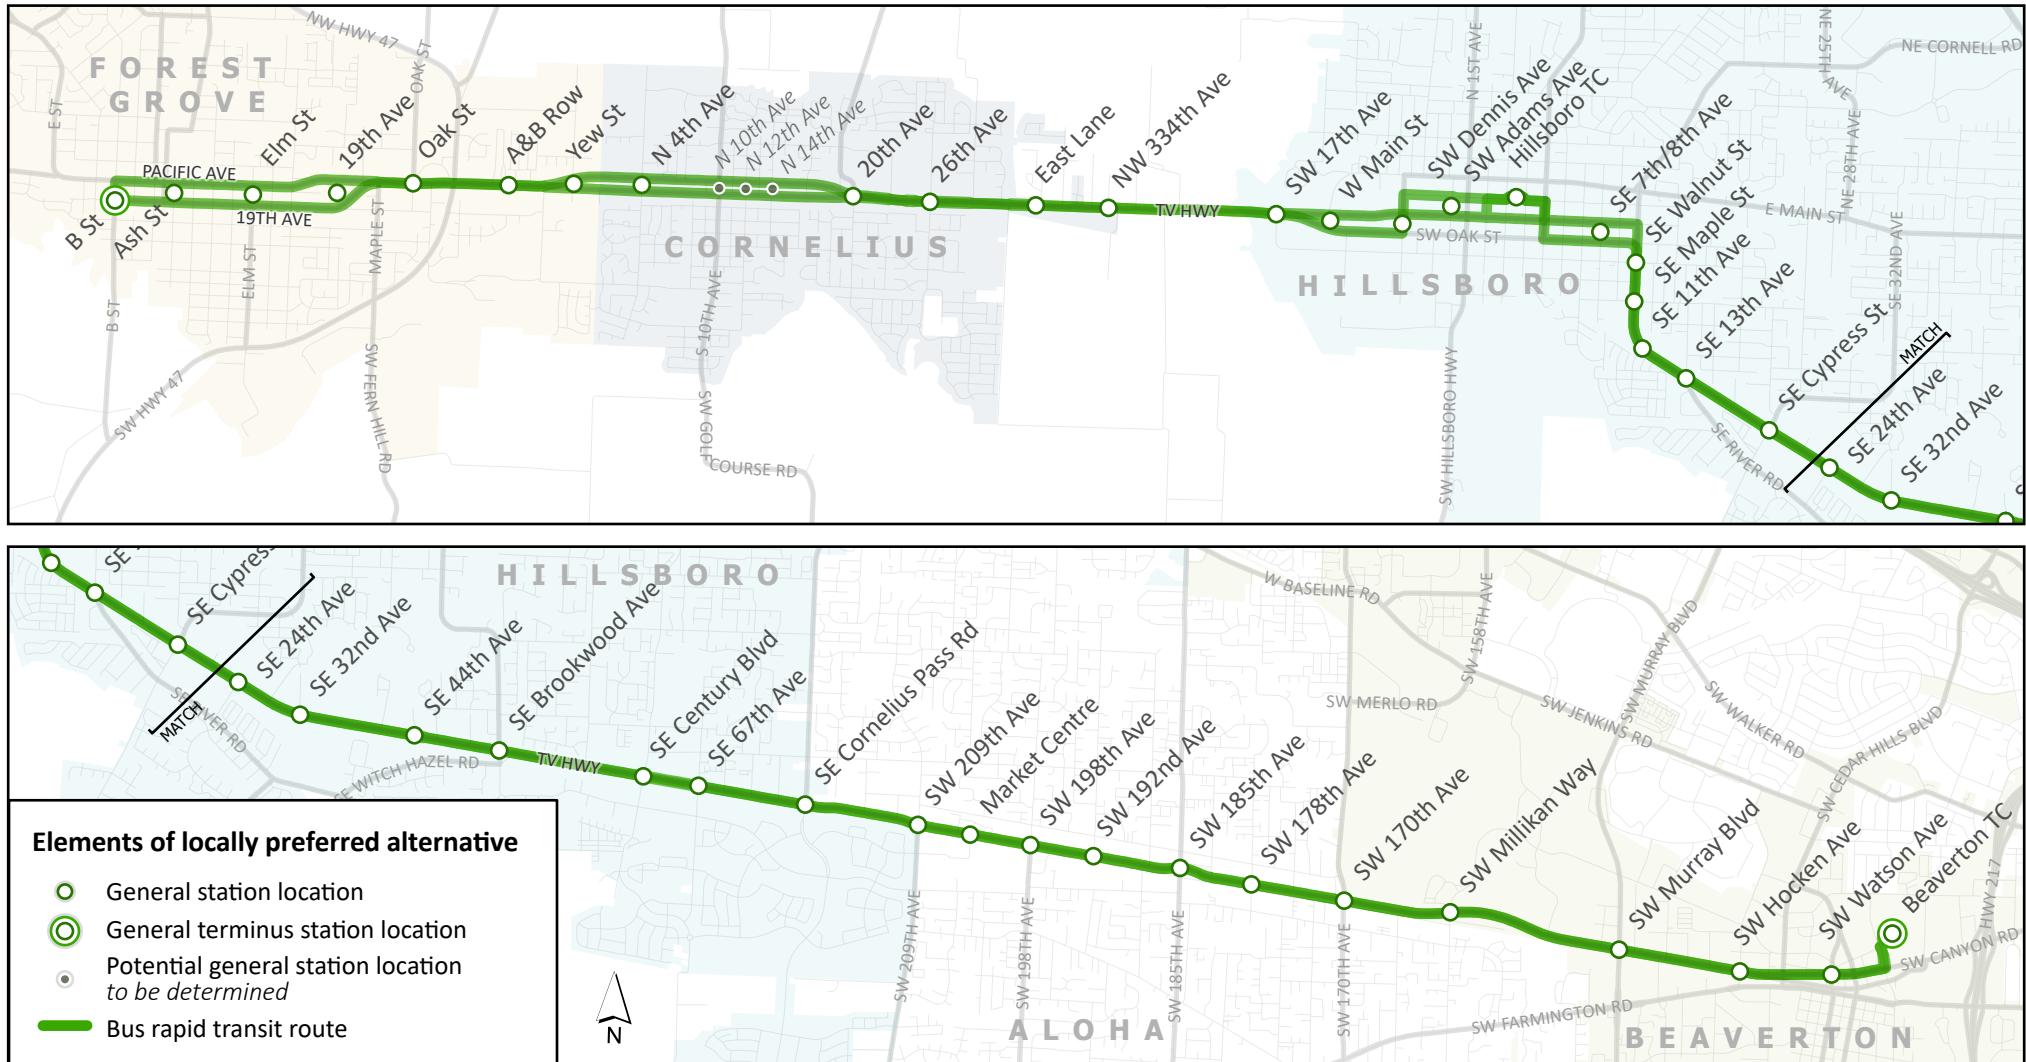 NW HWY 47
OAK ST
FOREST
GROVE
E ST
PACIFIC AVE
19TH AVE
B St
Ash St
Elm St
19th Ave
Oak St
A&B Row
Yew St
N 4th Ave
N 10th Ave
N 12th Ave
N 14th Ave
20th Ave
26th Ave
East Lane
NW 334th Ave
TV HWY
SW 17th Ave
W Main St
SW Dennis Ave
SW Adams Ave
Hillsboro TC
SE 7th/8th Ave
SE Walnut St
SE Maple St
SE 11th Ave
SE 13th Ave
SE Cypress St
MATCH
SE 24th Ave
SE 32nd Ave
N 1ST AVE
NE 25TH AVE
NE CORNELL RD
NE 28TH AVE
E MAIN ST
SE 32ND AVE
SW OAK ST
CORNELIUS
HILLSBORO
B ST
ELM ST
MAPLE ST
SW FERN HILL RD
SW HWY 47
S 10TH AVE
SW GOLF
COURSE RD
SW HILLSBORO HWY
SE RIVER RD
S
SE
SE Cypress
MATCH
SE 24th Ave
SE 32nd Ave
SE 44th Ave
SE Brookwood Ave
SE Century Blvd
SE 67th Ave
SE Cornelius Pass Rd
SW 209th Ave
Market Centre
SW 198th Ave
SW 192nd Ave
SW 185th Ave
SW 178th Ave
SW 170th Ave
SW Millikan Way
SW Murray Blvd
SW Hocken Ave
SW Watson Ave
Beaverton TC
HILLSBORO
TV HWY
SE RIVER RD
SE WITCH HAZEL RD
W BASELINE RD
SW 158TH AVE
SW MERLO RD
SW JENKINS RD
SW MURRAY BLVD
SW WALKER RD
SW CEDAR HILLS BLVD
HWY 217
SW CANYON RD
SW FARMINGTON RD
SW 209TH AVE
SW 198TH AVE
SW 185TH AVE
SW 170TH AVE
ALOHA
BEAVERTON
Elements of locally preferred alternative
General station location
General terminus station location
Potential general station location
to be determined
Bus rapid transit route
N